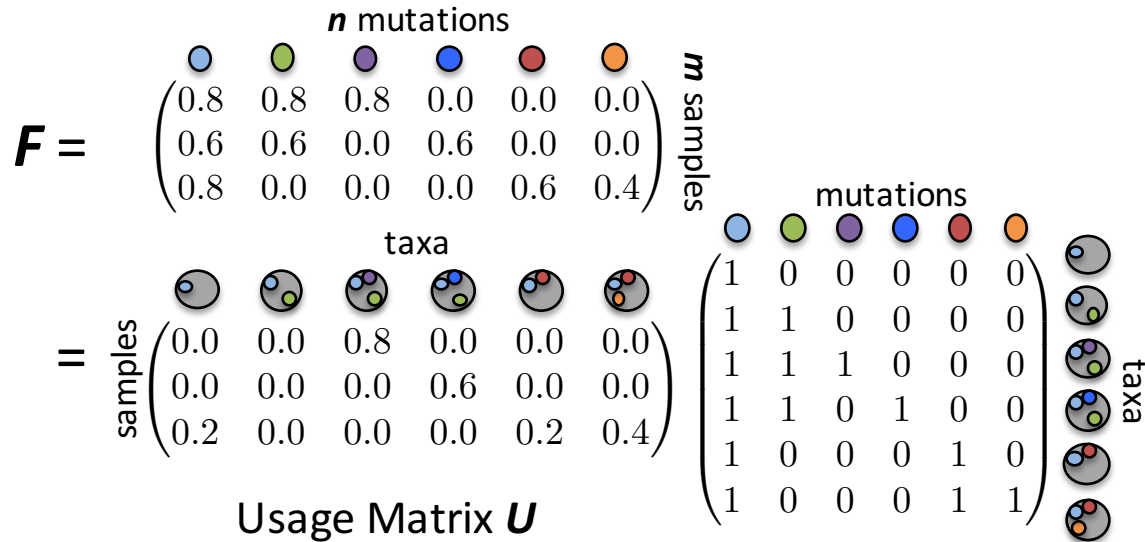 n mutations
F =
0.8 0.8 0.8 0.0 0.0 0.0
0.6 0.6 0.0 0.6 0.0 0.0
0.8 0.0 0.0 0.0 0.6 0.4
m samples
mutations
taxa
=
samples
0.0 0.0 0.8 0.0 0.0 0.0
0.0 0.0 0.0 0.6 0.0 0.0
0.2 0.0 0.0 0.0 0.2 0.4
1 0 0 0 0 0
1 1 0 0 0 0
1 1 1 0 0 0
1 1 0 1 0 0
1 0 0 0 1 0
1 0 0 0 1 1
taxa
Usage Matrix U